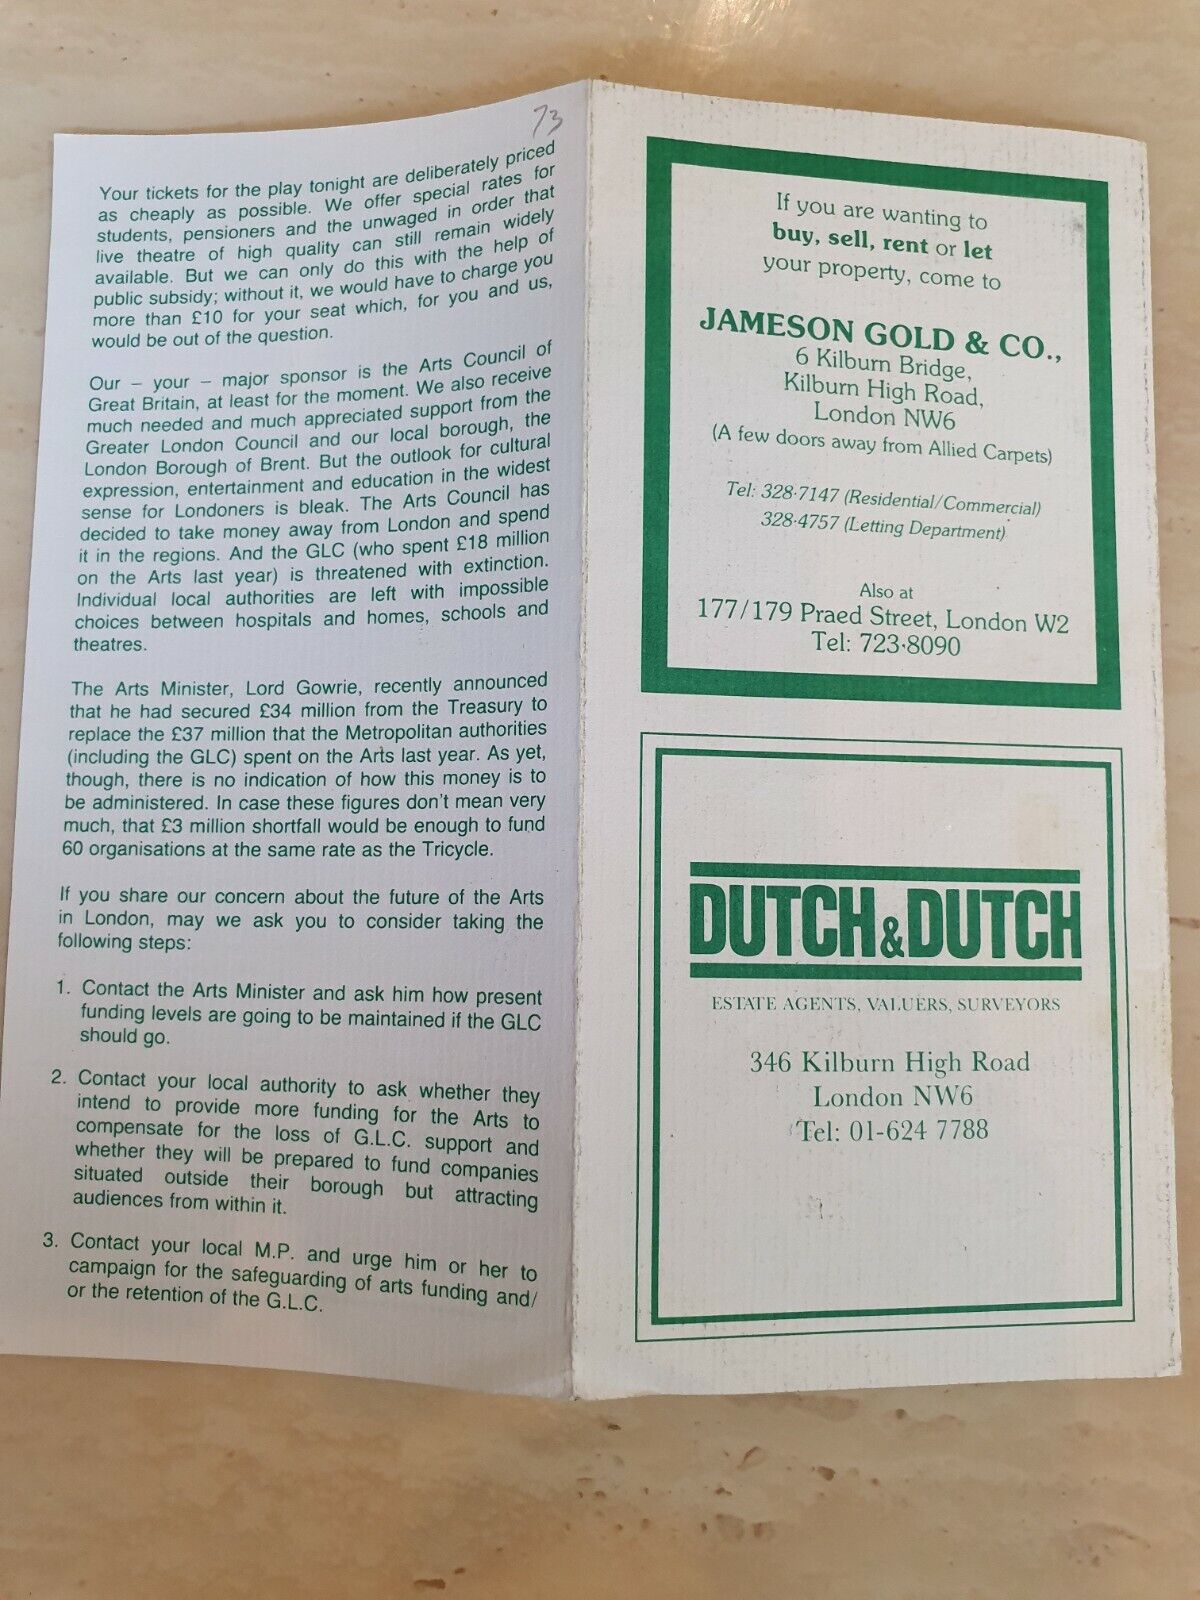 73
Your tickets for the play tonight are deliberately priced
as cheaply as possible. We offer special rates for
students, pensioners and the unwaged in order that
live theatre of high quality can still remain widely
available. But we can only do this with the help of
public subsidy; without it, we would have to charge you
more than £10 for your seat which, for you and us,
would be out of the question.
Our – your – major sponsor is the Arts Council of
Great Britain, at least for the moment. We also receive
much needed and much appreciated support from the
Greater London Council and our local borough, the
London Borough of Brent. But the outlook for cultural
expression, entertainment and education in the widest
sense for Londoners is bleak. The Arts Council has
decided to take money away from London and spend
it in the regions. And the GLC (who spent £18 million
on the Arts last year) is threatened with extinction.
Individual local authorities are left with impossible
choices between hospitals and homes, schools and
theatres.
The Arts Minister, Lord Gowrie, recently announced
that he had secured £34 million from the Treasury to
replace the £37 million that the Metropolitan authorities
(including the GLC) spent on the Arts last year. As yet,
though, there is no indication of how this money is to
be administered. In case these figures don't mean very
much, that £3 million shortfall would be enough to fund
60 organisations at the same rate as the Tricycle.
If you share our concern about the future of the Arts
in London, may we ask you to consider taking the
following steps:
1. Contact the Arts Minister and ask him how present
funding levels are going to be maintained if the GLC
should go.
2. Contact your local authority to ask whether they
intend to provide more funding for the Arts to
compensate for the loss of G.L.C. support and
whether they will be prepared to fund companies
situated outside their borough but attracting
audiences from within it.
3. Contact your local M.P. and urge him or her to
campaign for the safeguarding of arts funding and/
or the retention of the G.L.C.
If you are wanting to
buy, sell, rent or let
your property, come to
JAMESON GOLD & CO.,
6 Kilburn Bridge,
Kilburn High Road,
London NW6
(A few doors away from Allied Carpets)
Tel: 328·7147 (Residential/Commercial)
328·4757 (Letting Department)
Also at
177/179 Praed Street, London W2
Tel: 723·8090
DUTCH & DUTCH
ESTATE AGENTS, VALUERS, SURVEYORS
346 Kilburn High Road
London NW6
Tel: 01-624 7788